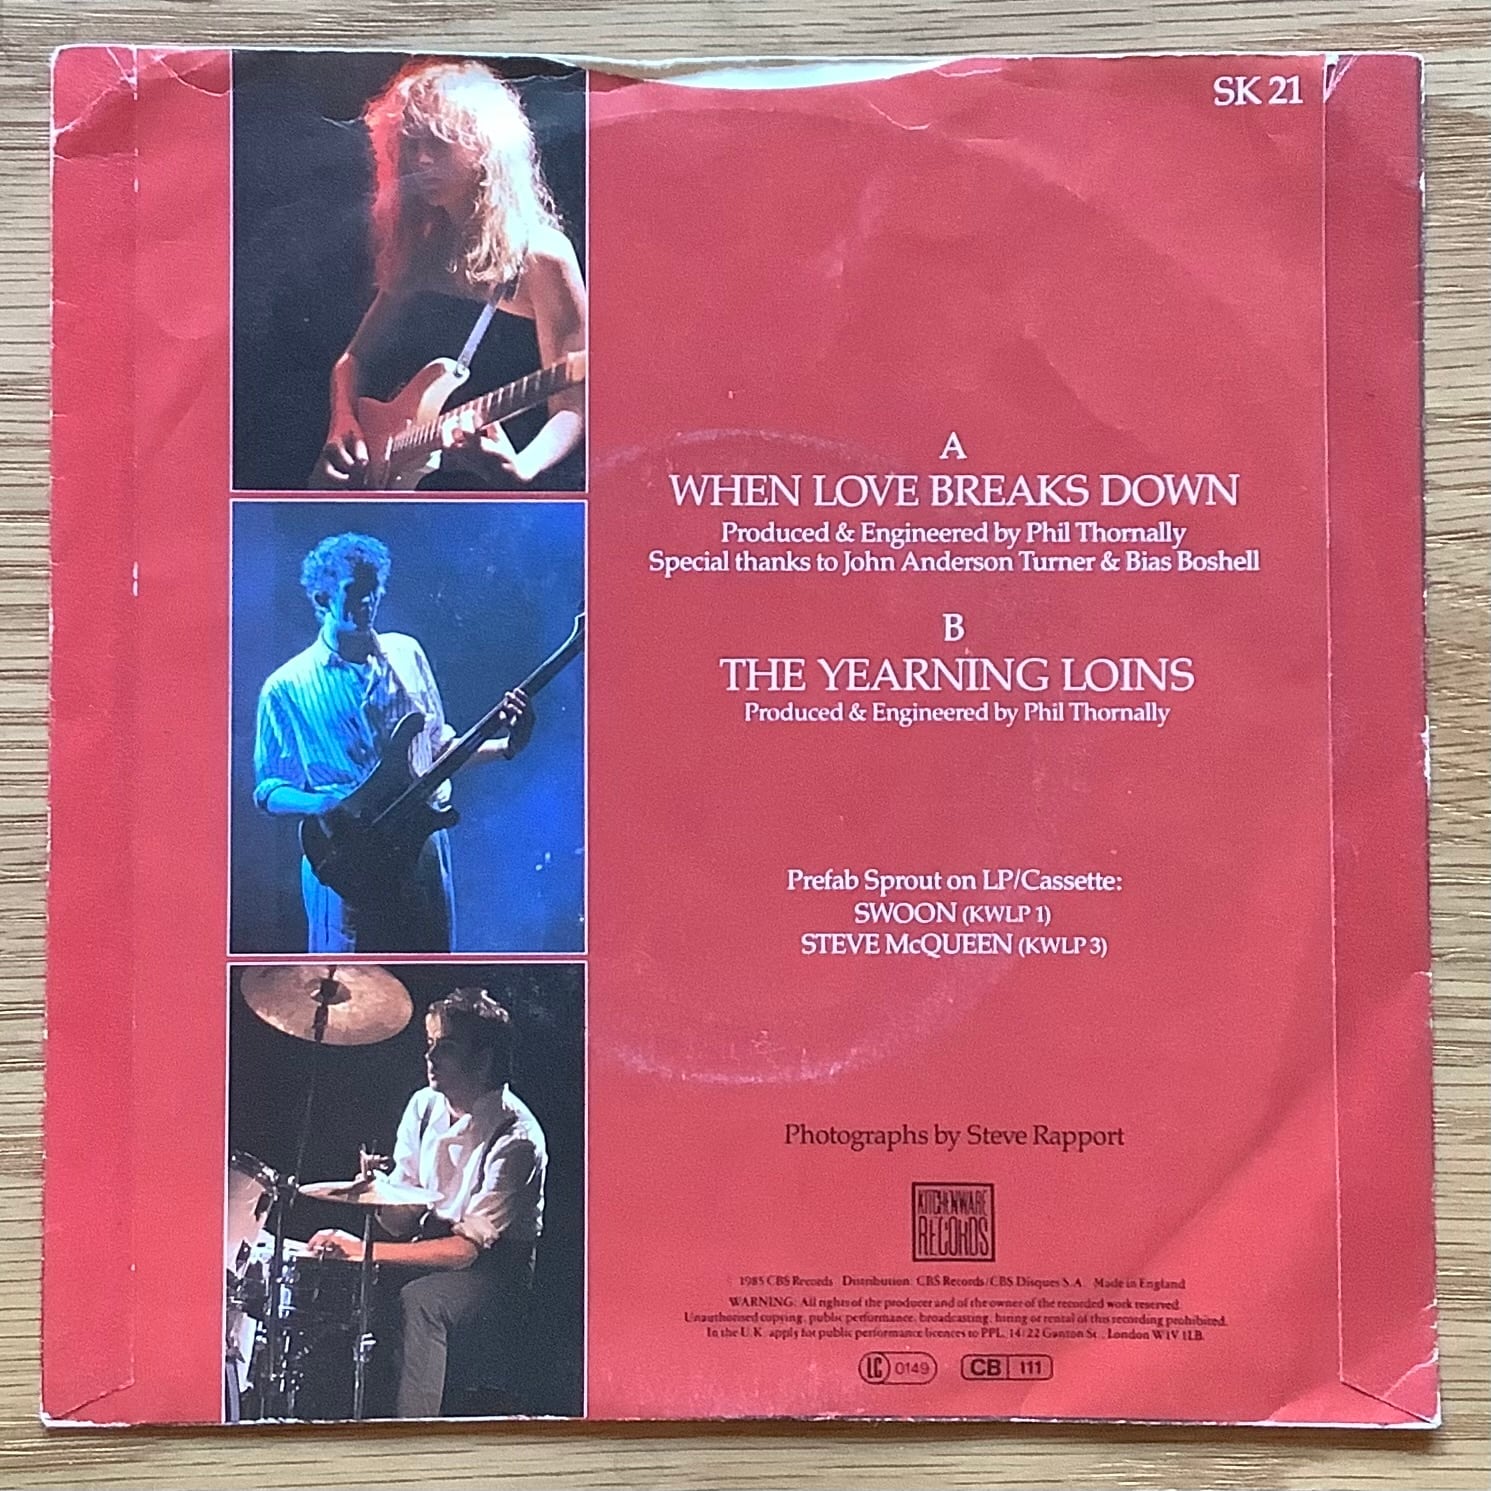 SK 21
A
WHEN LOVE BREAKS DOWN
Produced & Engineered by Phil Thornally
Special thanks to John Anderson Turner & Bias Boshell
B
THE YEARNING LOINS
Produced & Engineered by Phil Thornally
Prefab Sprout on LP/Cassette:
SWOON (KWLP 1)
STEVE McQUEEN (KWLP 3)
Photographs by Steve Rapport
KITCHENWARE
RECORDS
1985 CBS Records Distribution: CBS Records/CBS Disques S.A. Made in England
WARNING: All rights of the producer and of the owner of the recorded work reserved.
Unauthorised copying, public performance, broadcasting, hiring or rental of this recording prohibited.
In the U.K. apply for public performance licences to PPL, 14/22 Ganton St., London W1V 1LB.
LC 0149 CB 111